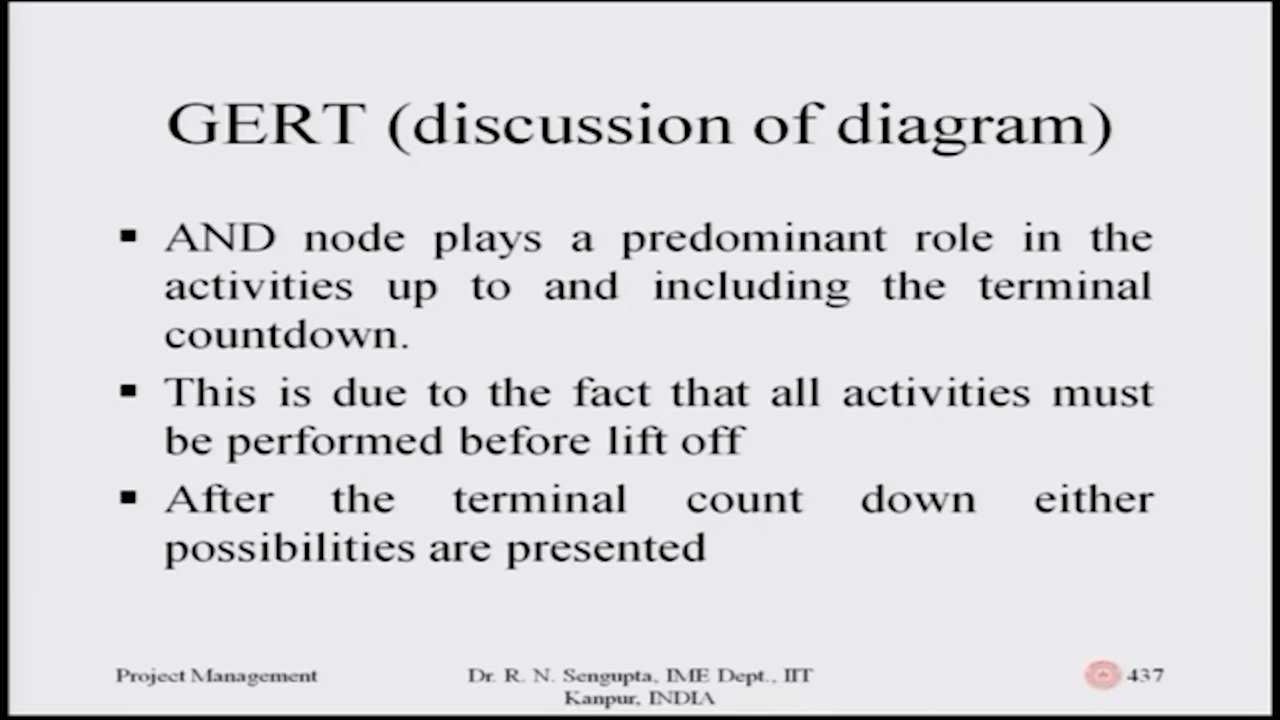 GERT (discussion of diagram)
▪ AND node plays a predominant role in the
activities up to and including the terminal
countdown.
▪ This is due to the fact that all activities must
be performed before lift off
▪ After the terminal count down either
possibilities are presented
Project Management
Dr. R. N. Sengupta, IME Dept., IIT
Kanpur, INDIA
437